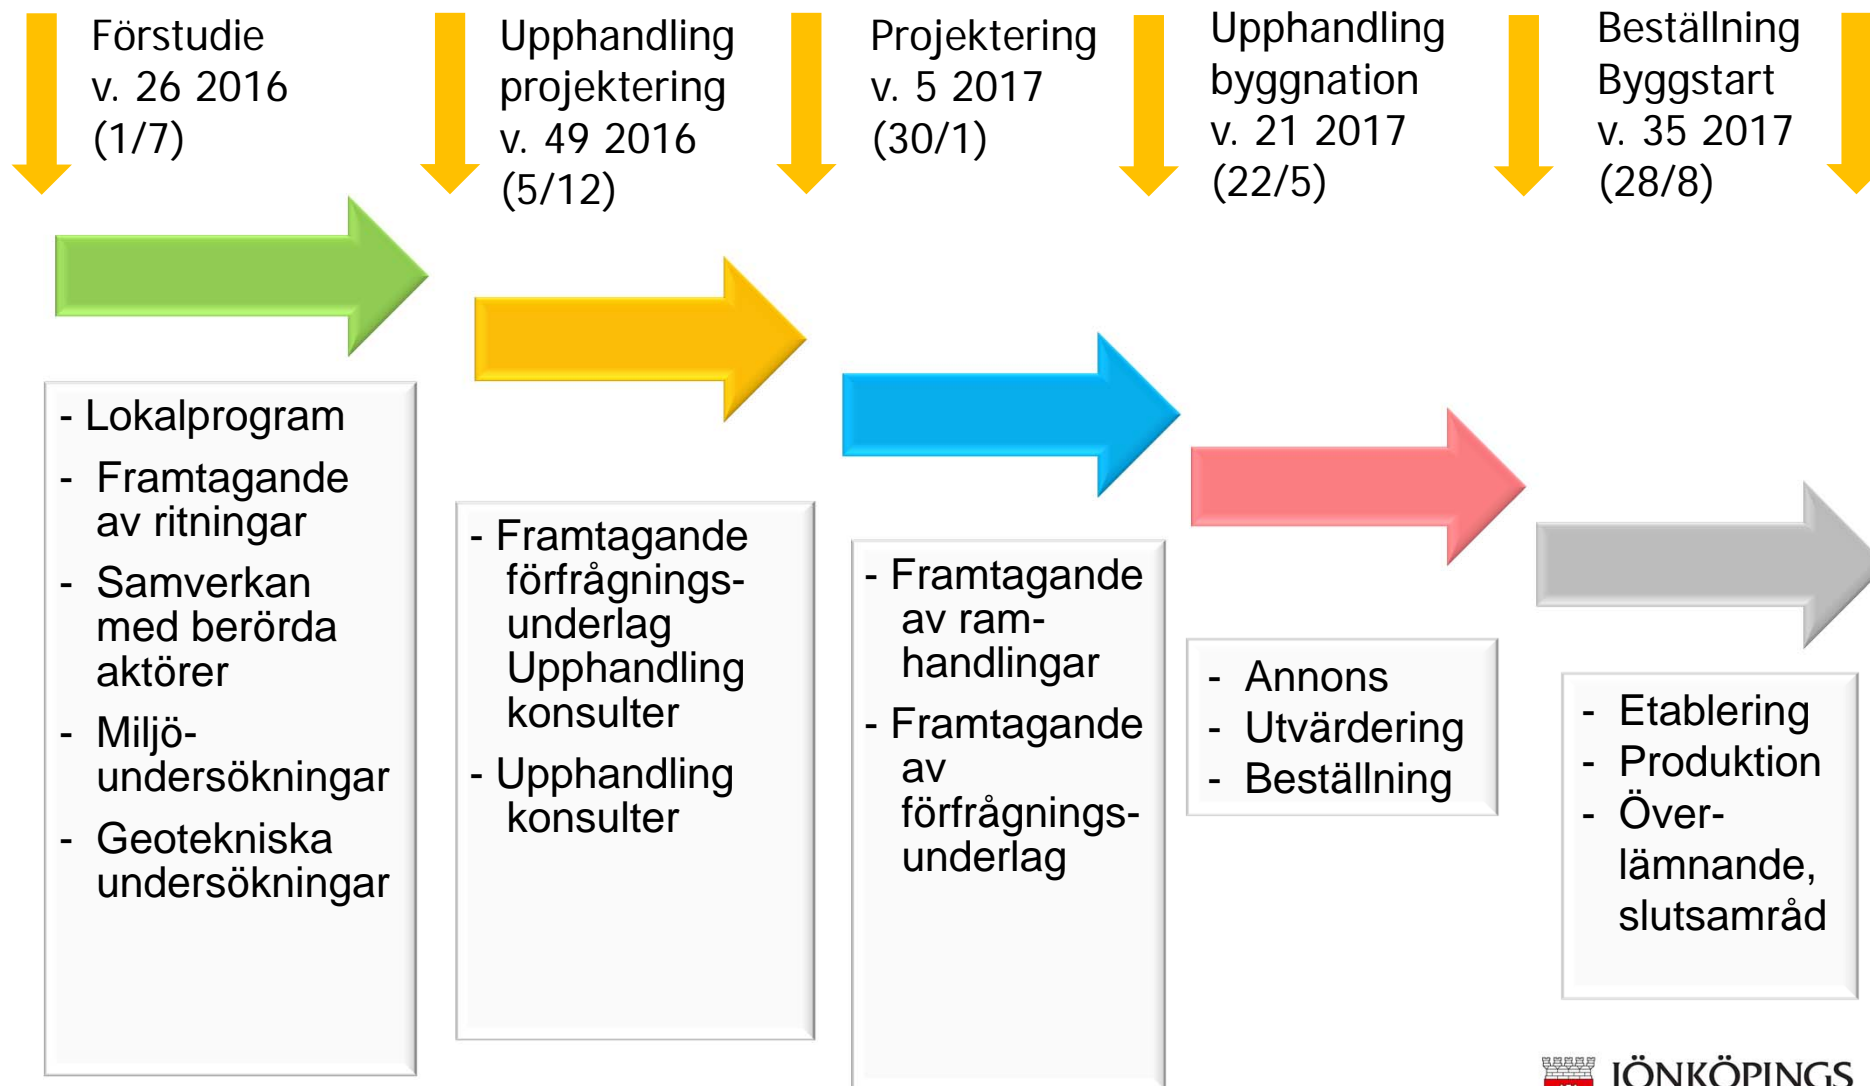 Förstudie
v. 26 2016
(1/7)
Upphandling
projektering
v. 49 2016
(5/12)
Projektering
v. 5 2017
(30/1)
Upphandling
byggnation
v. 21 2017
(22/5)
Beställning
Byggstart
v. 35 2017
(28/8)
- Lokalprogram
- Framtagande
av ritningar
- Samverkan
med berörda
aktörer
- Miljö-
undersökningar
- Geotekniska
undersökningar
- Framtagande
förfrågnings-
underlag
Upphandling
konsulter
- Upphandling
konsulter
- Framtagande
av ram-
handlingar
- Framtagande
av
förfrågnings-
underlag
- Annons
- Utvärdering
- Beställning
- Etablering
- Produktion
- Över-
lämnande,
slutsamråd
JÖNKÖPINGS